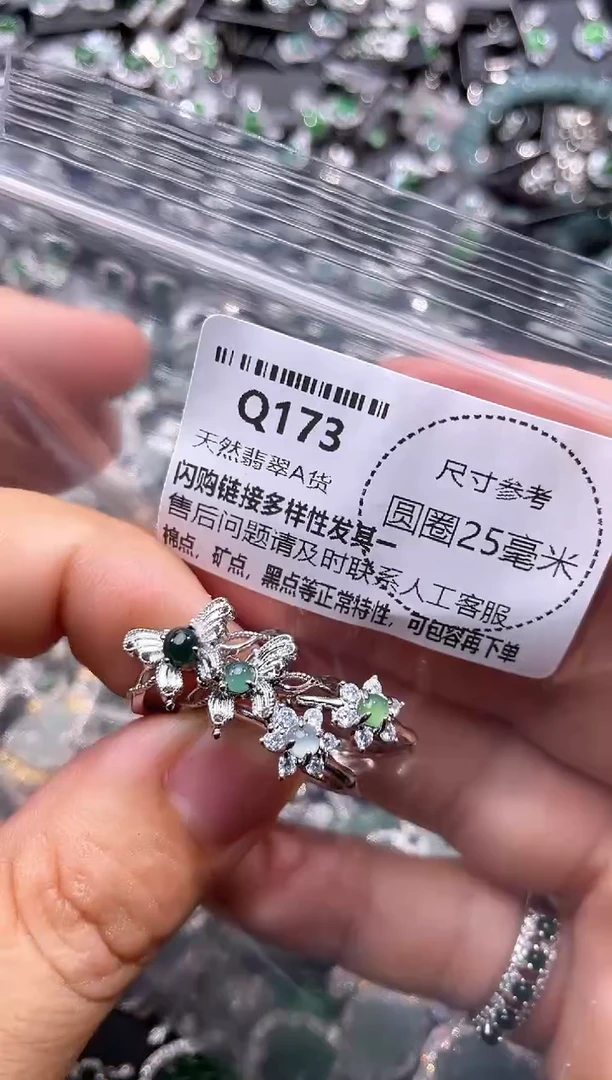 Q173
天然翡翠A货
闪购链接多样性发其一
售后问题请及时联系人工客服
棉点，矿点，黑点等正常特性，可包容再下单
尺寸参考
圆圈25毫米